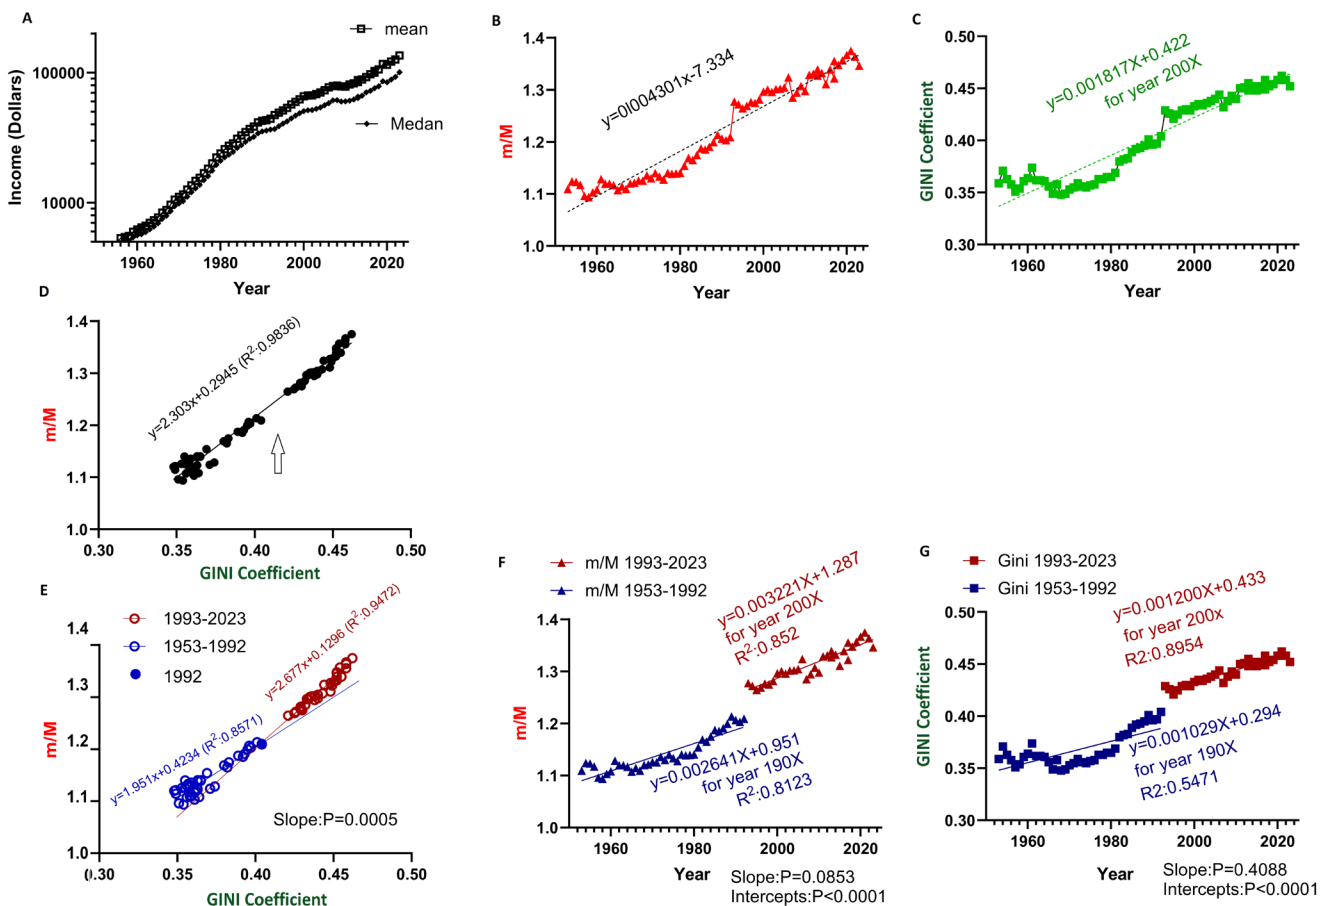 A
mean
Medan
Income (Dollars)
100000
10000
1960
1980
2000
2020
Year
B
y=0l004301x-7.334
m/M
1.4
1.3
1.2
1.1
1.0
1960
1980
2000
2020
Year
C
y=0.001817X+0.422
for year 200X
GINI Coefficient
0.50
0.45
0.40
0.35
0.30
1960
1980
2000
2020
Year
D
y=2.303x+0.2945 (R2:0.9836)
m/M
1.4
1.3
1.2
1.1
1.0
0.30
0.35
0.40
0.45
0.50
GINI Coefficient
E
1993-2023
1953-1992
1992
y=2.677x+0.1296 (R2:0.9472)
y=1.951x+0.4234 (R2:0.8571)
Slope:P=0.0005
m/M
1.4
1.3
1.2
1.1
1.0
0.35
0.40
0.45
0.50
GINI Coefficient
F
m/M 1993-2023
m/M 1953-1992
y=0.003221X+1.287
for year 200X
R2:0.852
y=0.002641X+0.951
for year 190X
R2:0.8123
m/M
1.4
1.3
1.2
1.1
1.0
1960
1980
2000
2020
Year
Slope:P=0.0853
Intercepts:P<0.0001
G
Gini 1993-2023
Gini 1953-1992
y=0.001200X+0.433
for year 200x
R2:0.8954
y=0.001029X+0.294
for year 190X
R2:0.5471
GINI Coefficient
0.50
0.45
0.40
0.35
0.30
1960
1980
2000
2020
Year
Slope:P=0.4088
Intercepts:P<0.0001